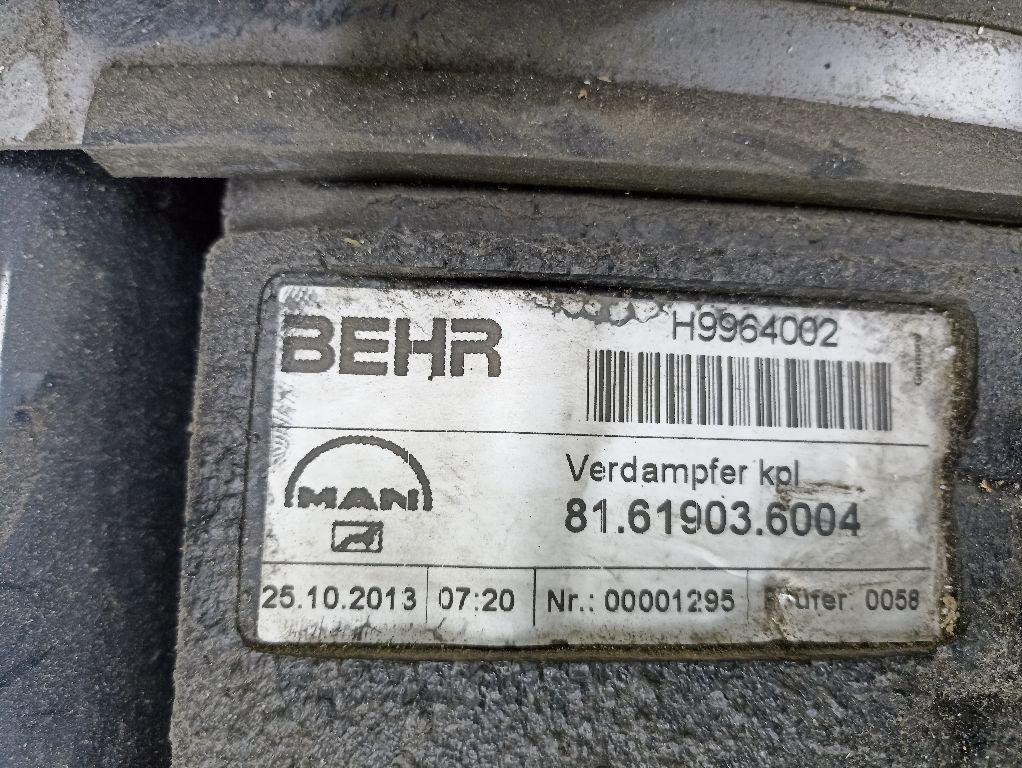 BEHR
H9964002
MAN
Verdampfer kpl
81.61903.6004
25.10.2013 07:20 Nr.: 00001295 0058